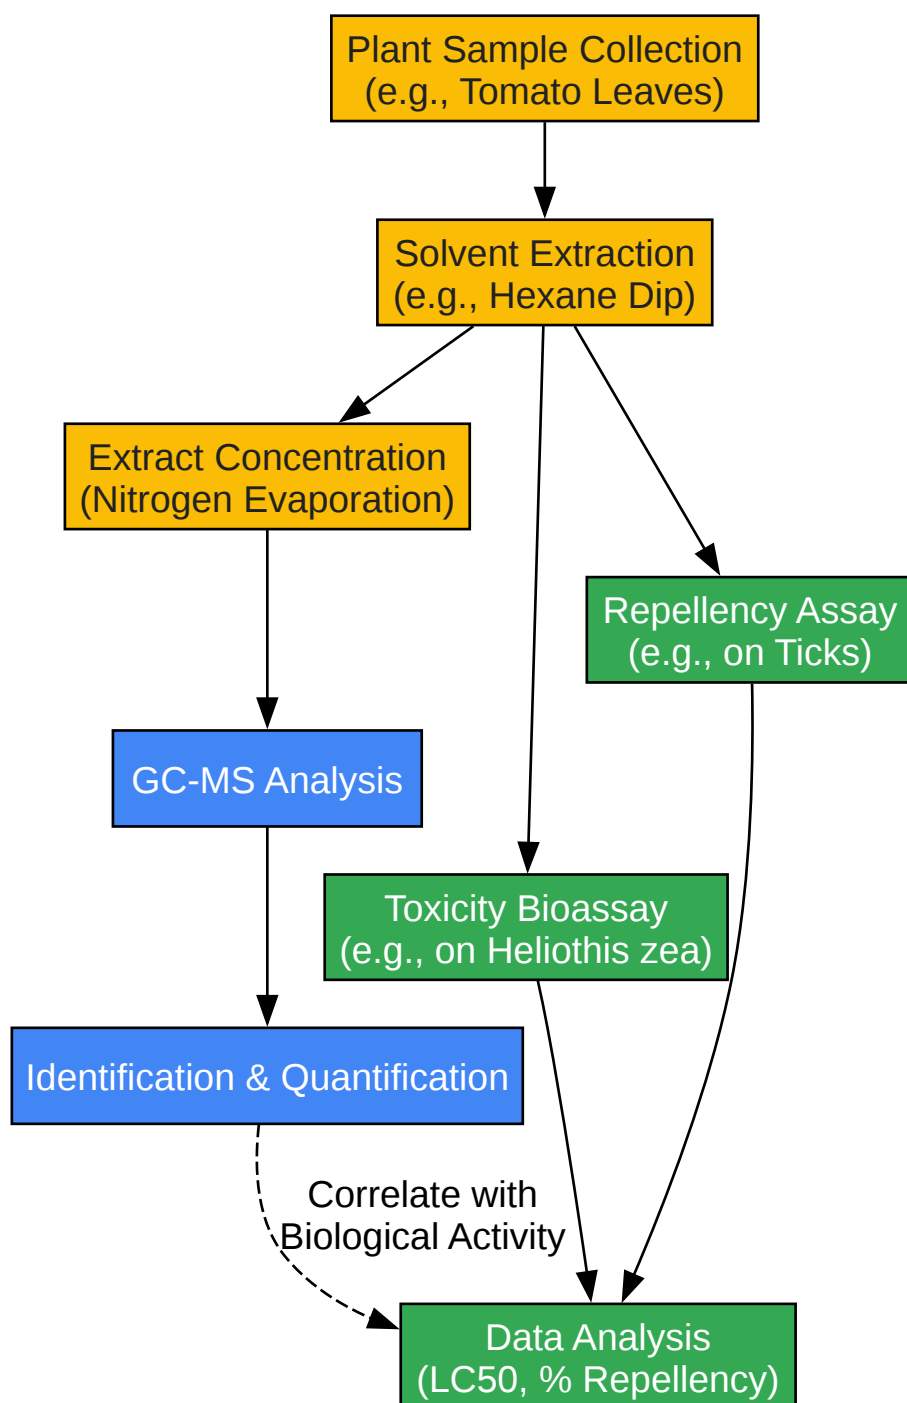 Plant Sample Collection
(e.g., Tomato Leaves)
Solvent Extraction
(e.g., Hexane Dip)
Extract Concentration
(Nitrogen Evaporation)
Repellency Assay
(e.g., on Ticks)
GC-MS Analysis
Toxicity Bioassay
(e.g., on Heliothis zea)
Identification & Quantification
Correlate with
Biological Activity
Data Analysis
(LC50, % Repellency)